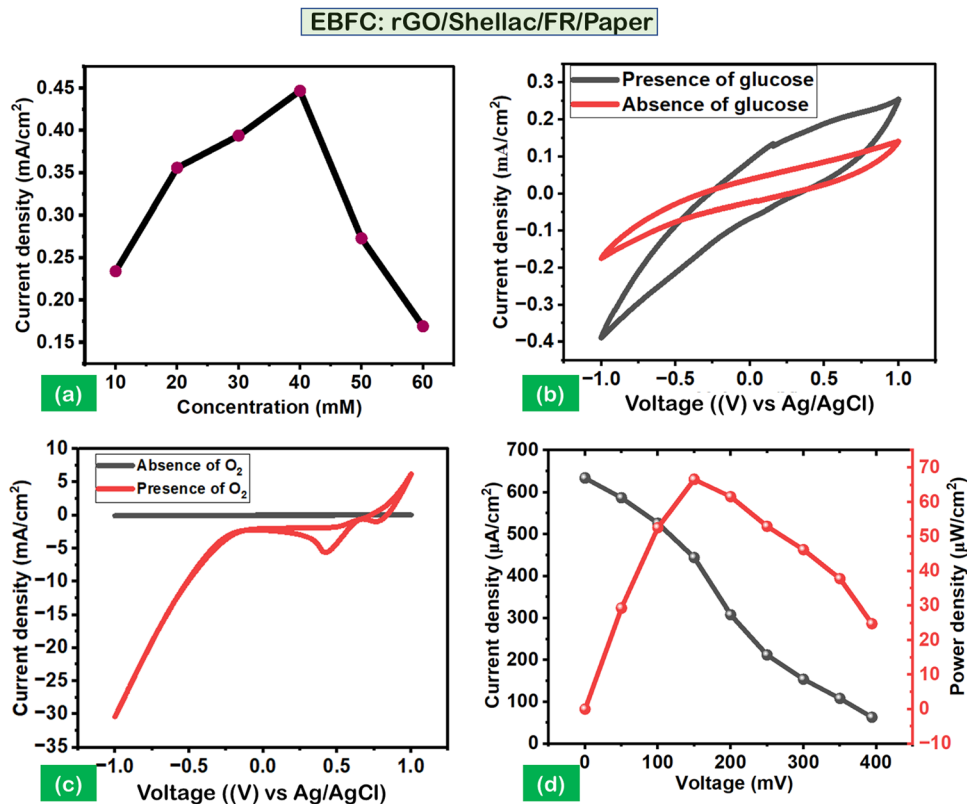 EBFC: rGO/Shellac/FR/Paper
Current density (mA/cm²)
0.45
0.40
0.35
0.30
0.25
0.20
0.15
10 20 30 40 50 60
Concentration (mM)
(a)
Presence of glucose
Absence of glucose
Current density (mA/cm²)
0.3
0.2
0.1
0.0
−0.1
−0.2
−0.3
−0.4
−1.0 −0.5 0.0 0.5 1.0
Voltage ((V) vs Ag/AgCl)
(b)
Absence of O₂
Presence of O₂
Current density (mA/cm²)
10
5
0
−5
−10
−15
−20
−25
−30
−35
−1.0 −0.5 0.0 0.5 1.0
Voltage ((V) vs Ag/AgCl)
(c)
Current density (µA/cm²)
700
600
500
400
300
200
100
0
0 100 200 300 400
Voltage (mV)
Power density (µW/cm²)
70
60
50
40
30
20
10
0
−10
(d)